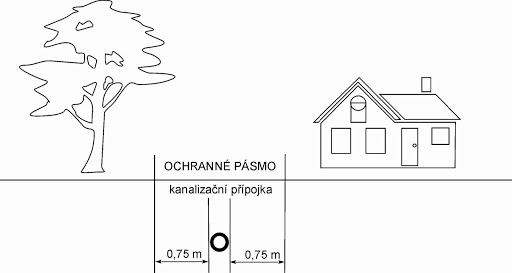 OCHRANNÉ PÁSMO
kanalizační přípojka
0,75 m 0,75 m